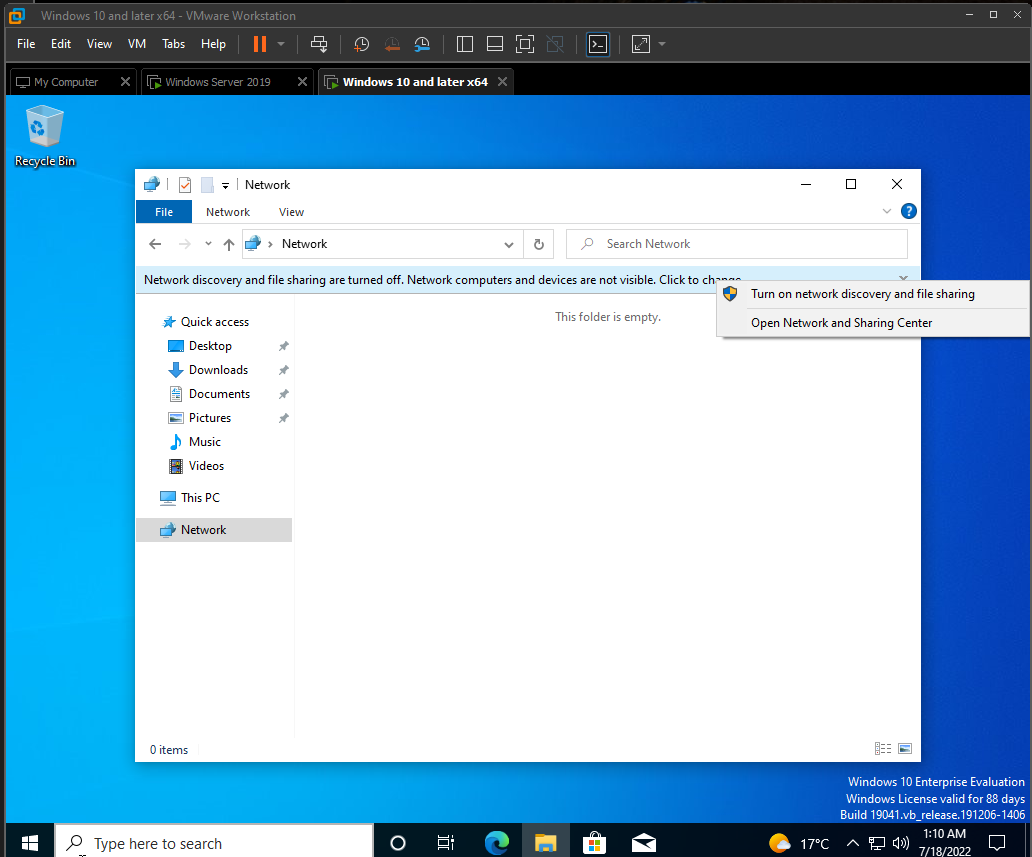 Windows 10 and later x64 - VMware Workstation
File Edit View VM Tabs Help
My Computer Windows Server 2019 Windows 10 and later x64
Recycle Bin
Network
File Network View
Network
Search Network
Network discovery and file sharing are turned off. Network computers and devices are not visible. Click to change
Turn on network discovery and file sharing
Open Network and Sharing Center
This folder is empty.
Quick access
Desktop
Downloads
Documents
Pictures
Music
Videos
This PC
Network
0 items
Windows 10 Enterprise Evaluation
Windows License valid for 88 days
Build 19041.vb_release.191206-1406
Type here to search
17°C
1:10 AM
7/18/2022